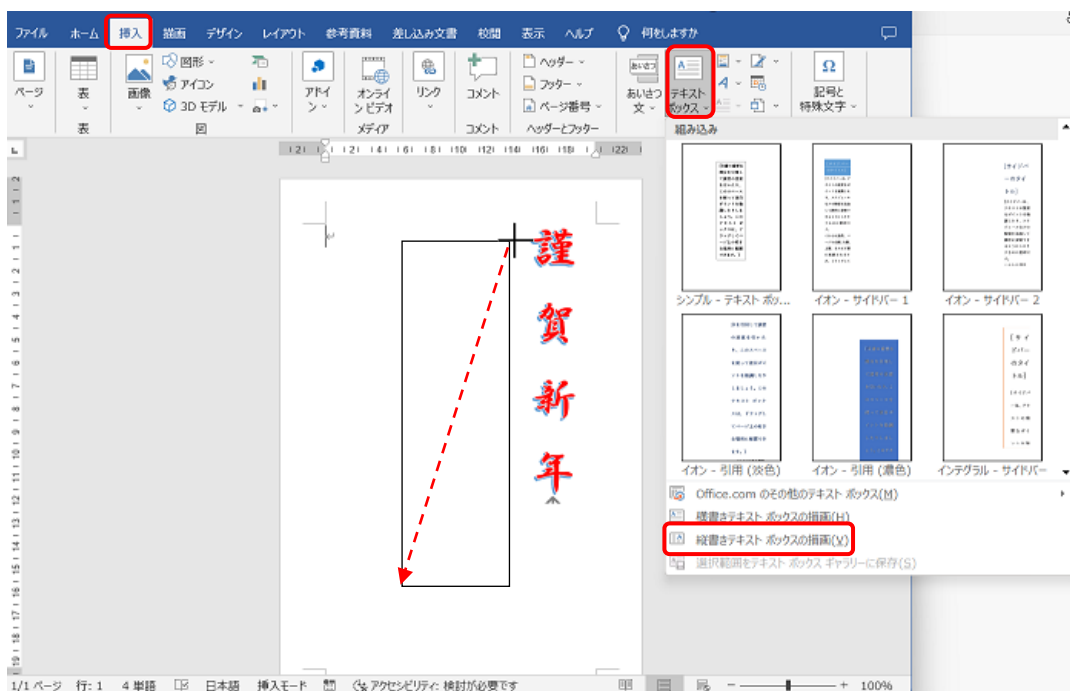 ファイル ホーム 挿入 描画 デザイン レイアウト 参考資料 差し込み文書 校閲 表示 ヘルプ 何をしますか
ページ
表
画像
図形
アイコン
3D モデル
アドイン
オンラインビデオ
リンク
コメント
ヘッダー
フッター
ページ番号
あいさつ文
テキストボックス
記号と特殊文字
表 図 メディア コメント ヘッダーとフッター
組み込み
シンプル - テキスト ボッ...
イオン - サイドバー 1
イオン - サイドバー 2
イオン - 引用 (淡色)
イオン - 引用 (濃色)
インテグラル - サイドバー
Office.com のその他のテキスト ボックス(M)
横書きテキスト ボックスの描画(H)
縦書きテキスト ボックスの描画(V)
選択範囲をテキスト ボックス ギャラリーに保存(S)
謹賀新年
1/1 ページ 行: 1 4 単語 日本語 挿入モード アクセシビリティ: 検討が必要です 100%